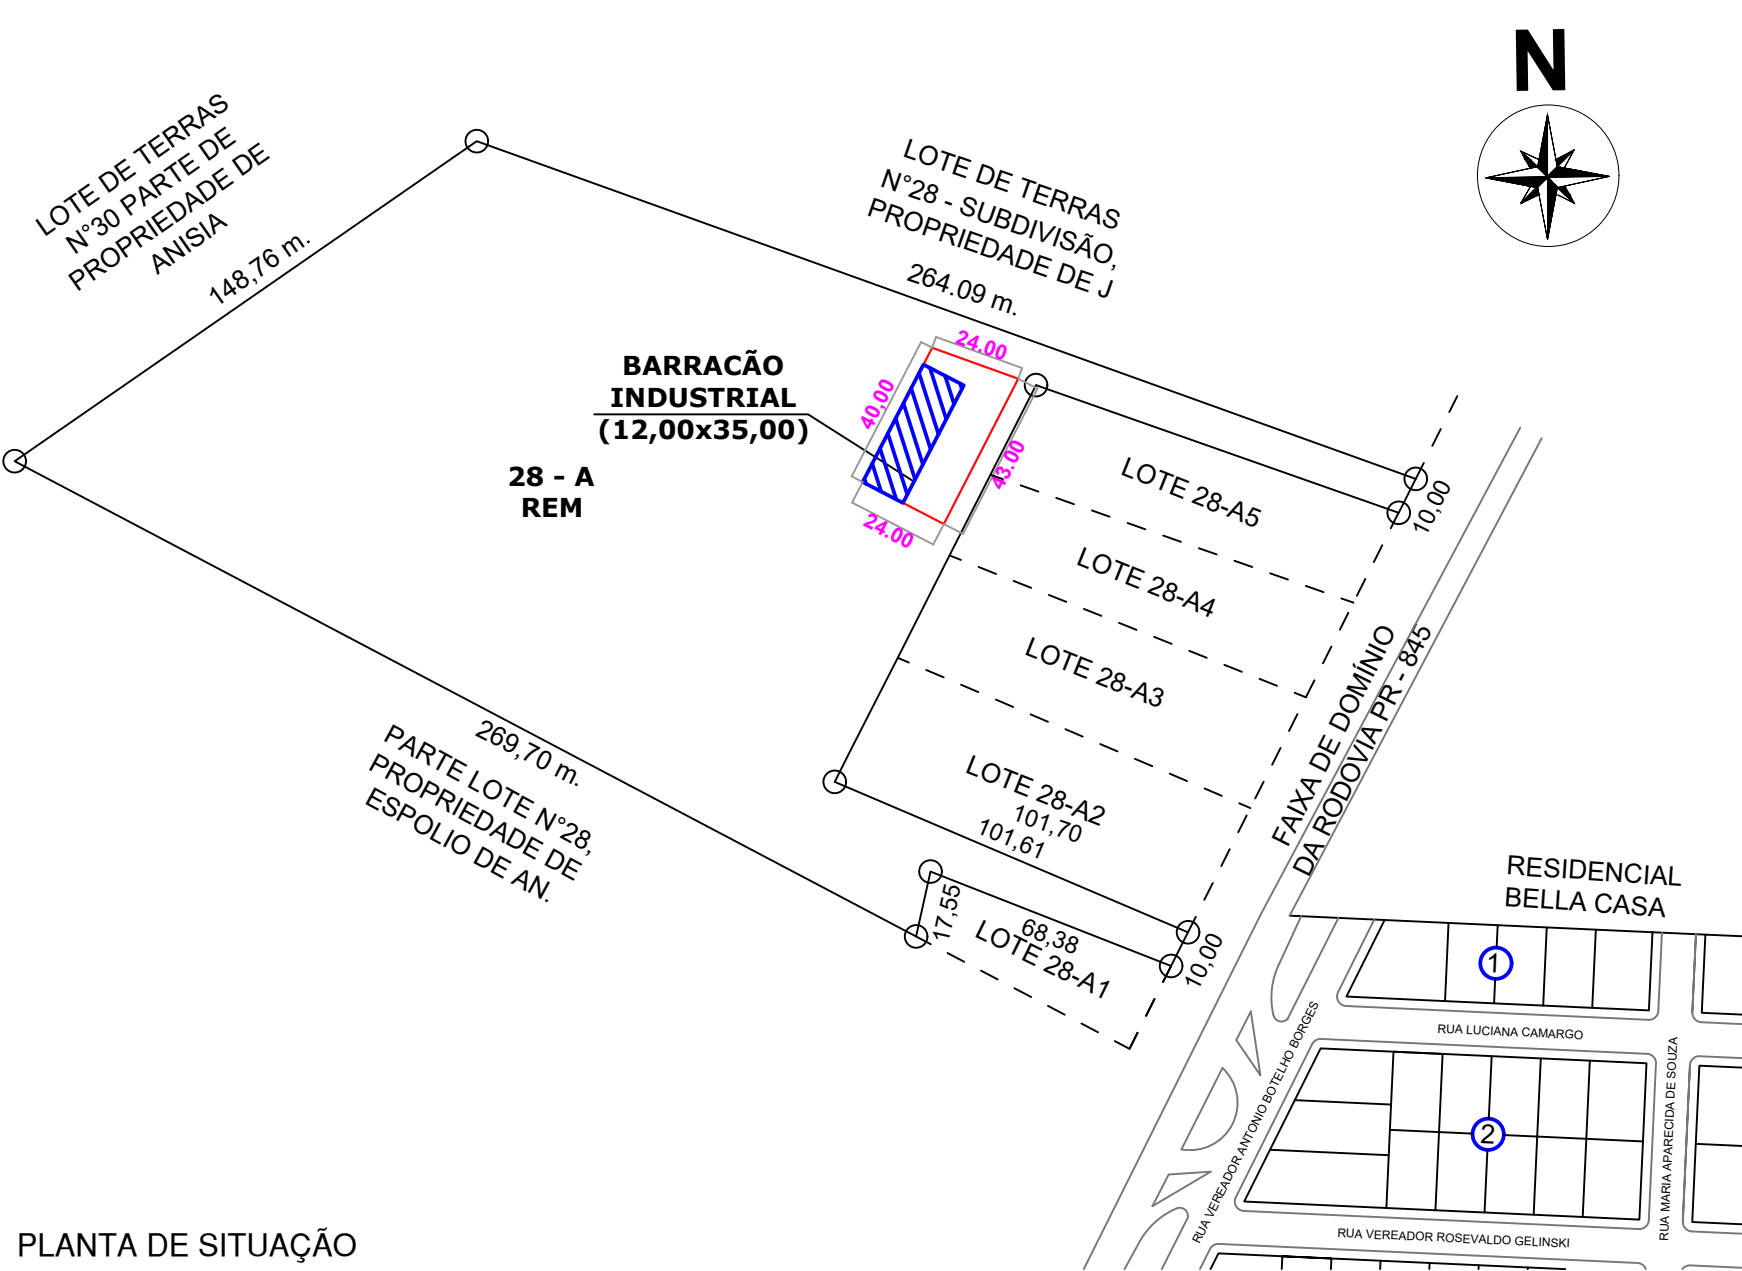 N
LOTE DE TERRAS
N°30 PARTE DE
PROPRIEDADE DE
ANISIA
148,76 m.
LOTE DE TERRAS
N°28 - SUBDIVISÃO,
PROPRIEDADE DE J
264.09 m.
BARRACÃO
INDUSTRIAL
(12,00x35,00)
24.00
40,00
43.00
24.00
28 - A
REM
LOTE 28-A5
10,00
LOTE 28-A4
LOTE 28-A3
LOTE 28-A2
101,70
101,61
FAIXA DE DOMÍNIO
DA RODOVIA PR - 845
269,70 m.
PARTE LOTE N°28,
PROPRIEDADE DE
ESPOLIO DE AN.
17,55
68,38
LOTE 28-A1
10,00
RESIDENCIAL
BELLA CASA
1
RUA LUCIANA CAMARGO
RUA VEREADOR ANTONIO BOTELHO BORGES
RUA MARIA APARECIDA DE SOUZA
2
RUA VEREADOR ROSEVALDO GELINSKI
PLANTA DE SITUAÇÃO